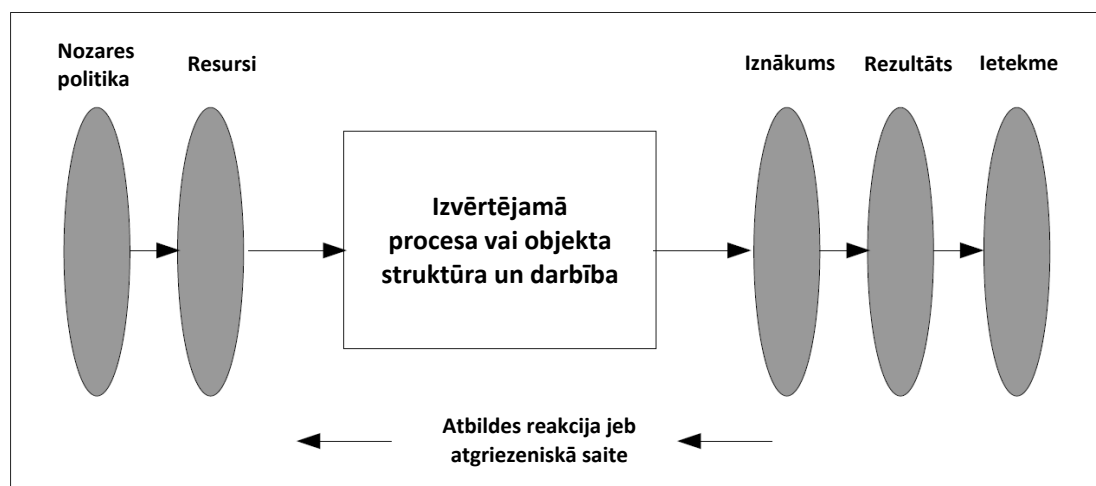 Nozares
politika
Resursi
Iznākums
Rezultāts
Ietekme
Izvērtējamā
procesa vai objekta
struktūra un darbība
Atbildes reakcija jeb
atgriezeniskā saite